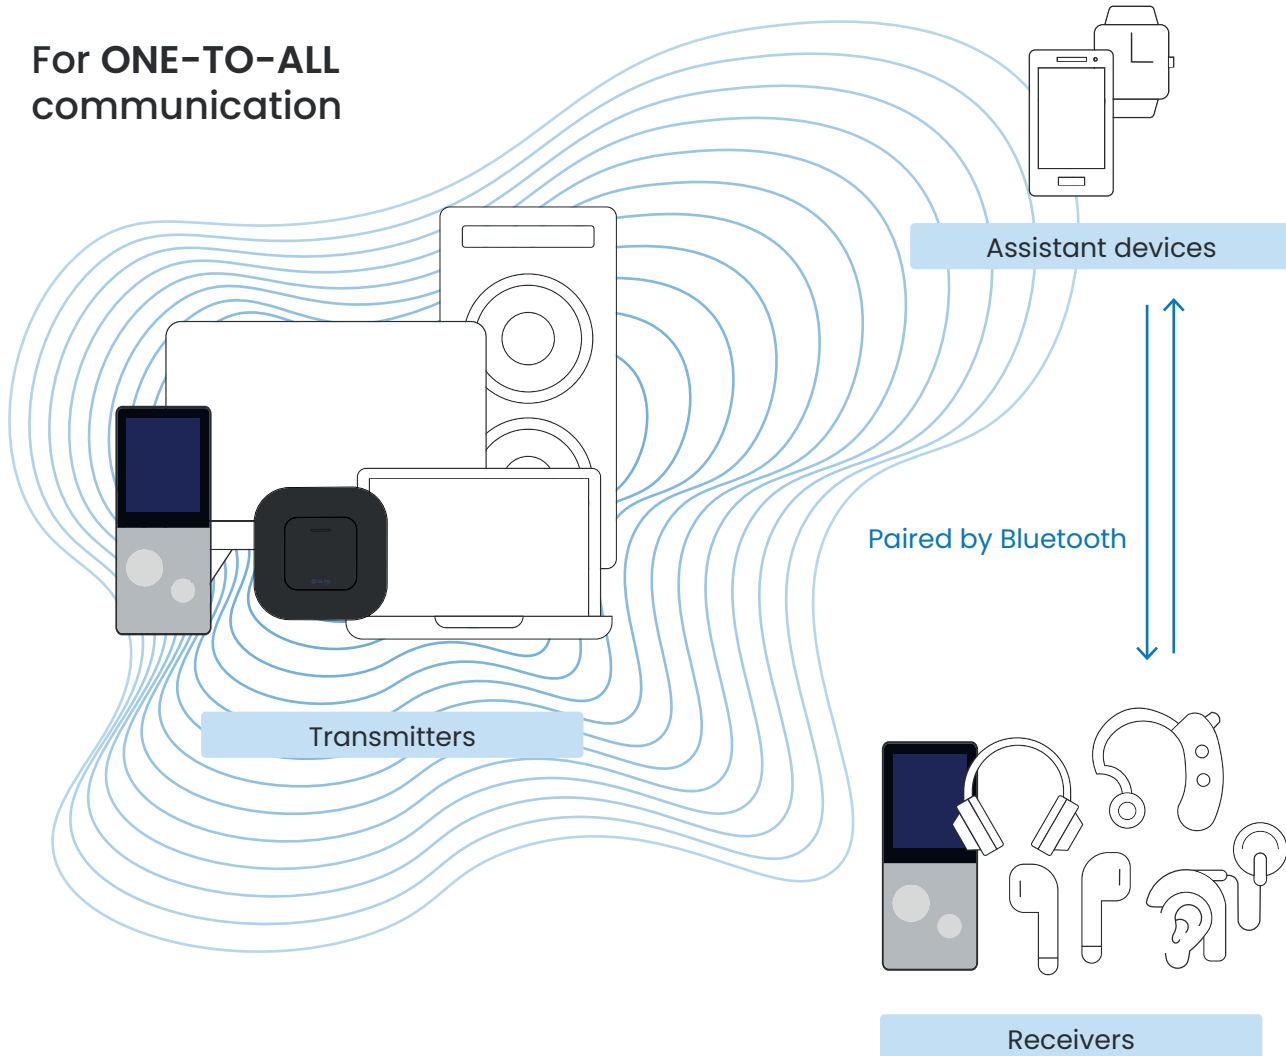 For ONE-TO-ALL
communication
Assistant devices
Paired by Bluetooth
Transmitters
Receivers